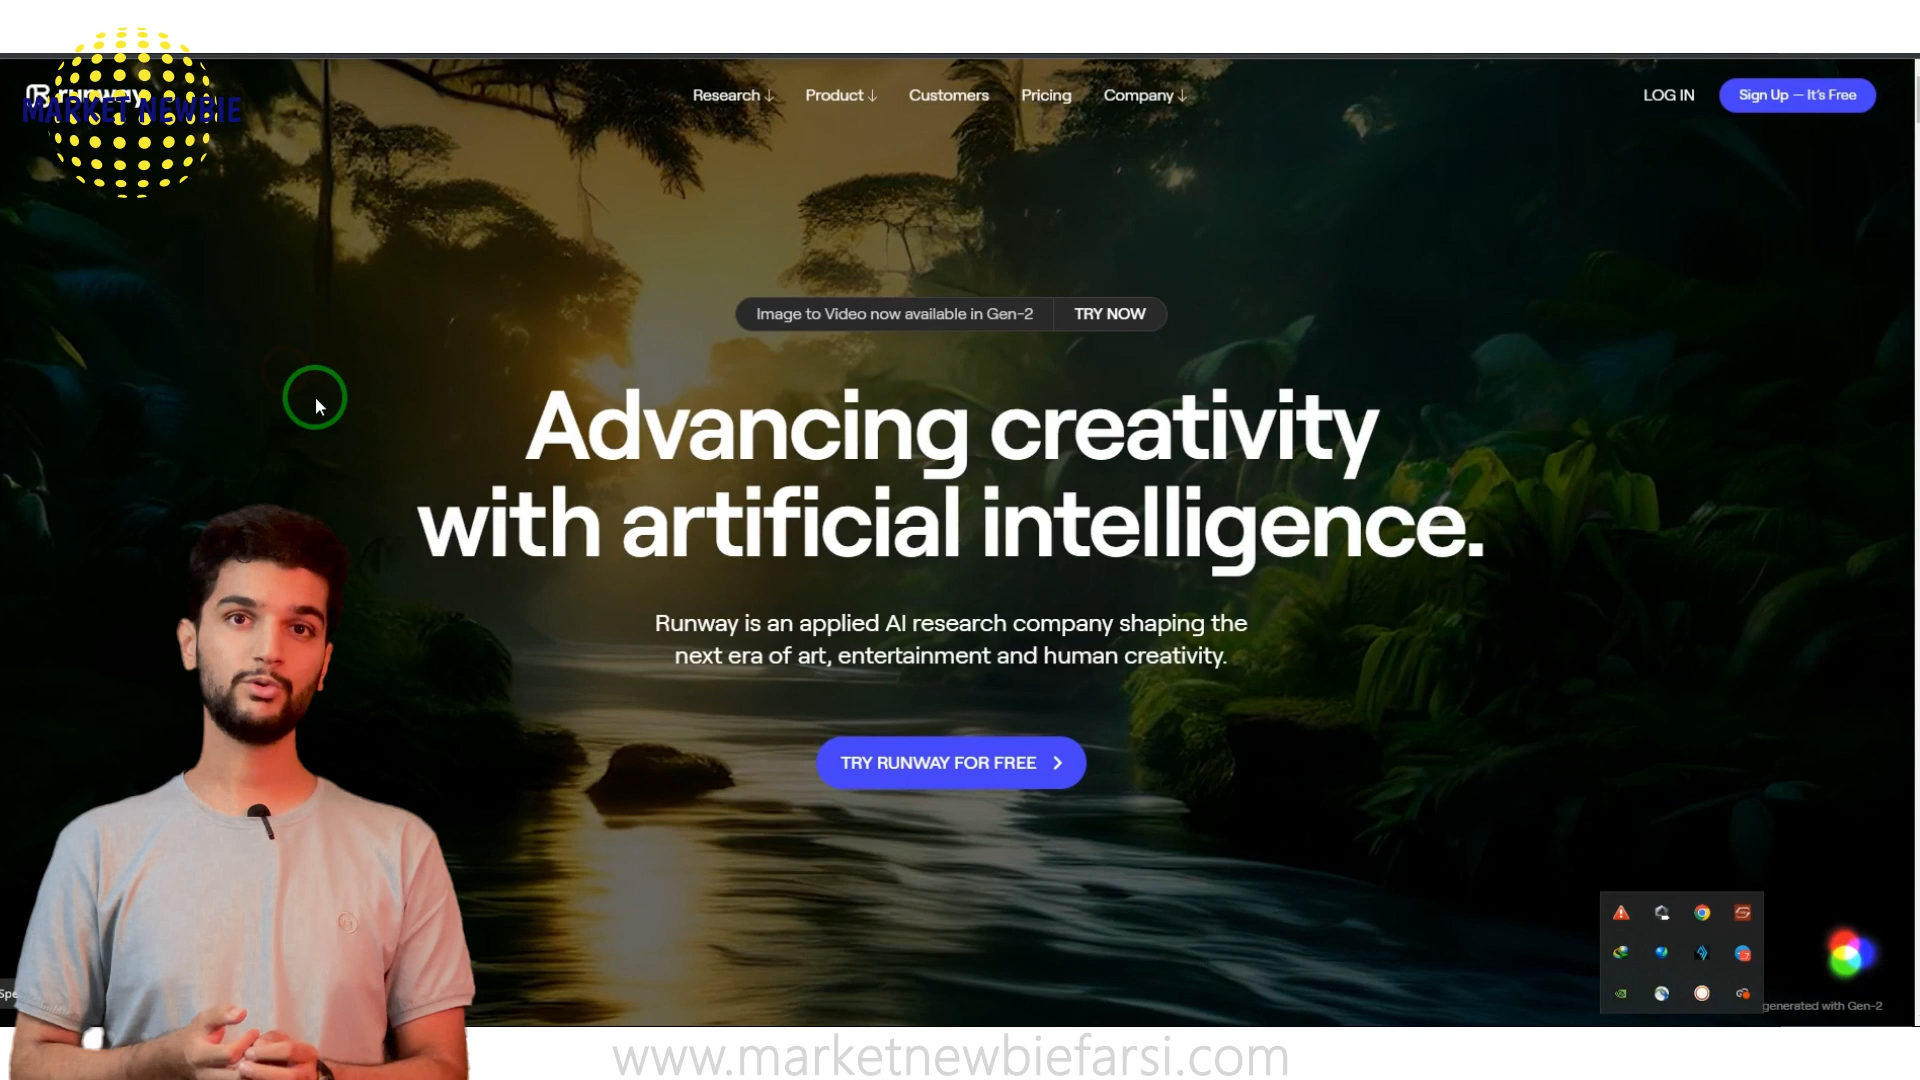 runway
MARKET NEWBIE
Research ↓
Product ↓
Customers
Pricing
Company ↓
LOG IN
Sign Up — It's Free
Image to Video now available in Gen-2
TRY NOW
Advancing creativity
with artificial intelligence.
Runway is an applied AI research company shaping the
next era of art, entertainment and human creativity.
TRY RUNWAY FOR FREE
Spe
generated with Gen-2
www.marketnewbiefarsi.com